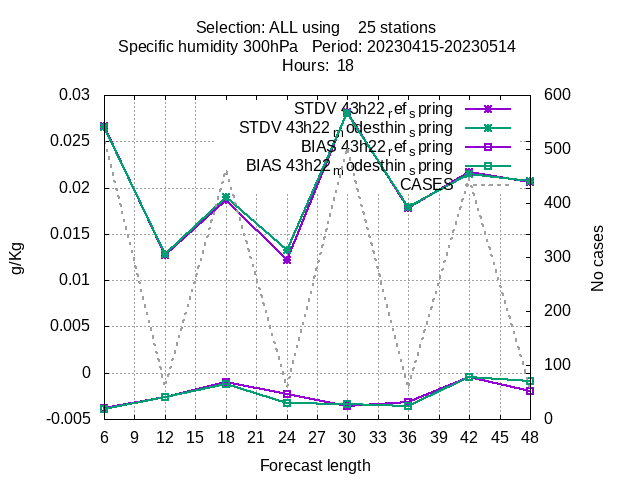 Selection: ALL using 25 stations
Specific humidity 300hPa Period: 20230415-20230514
Hours: 18
0.03
0.025
0.02
0.015
0.01
0.005
0
-0.005
g/Kg
600
500
400
300
200
100
0
No cases
STDV 43h22_ref_spring
STDV 43h22_modesthin_spring
BIAS 43h22_ref_spring
BIAS 43h22_modesthin_spring
CASES
6 9 12 15 18 21 24 27 30 33 36 39 42 45 48
Forecast length